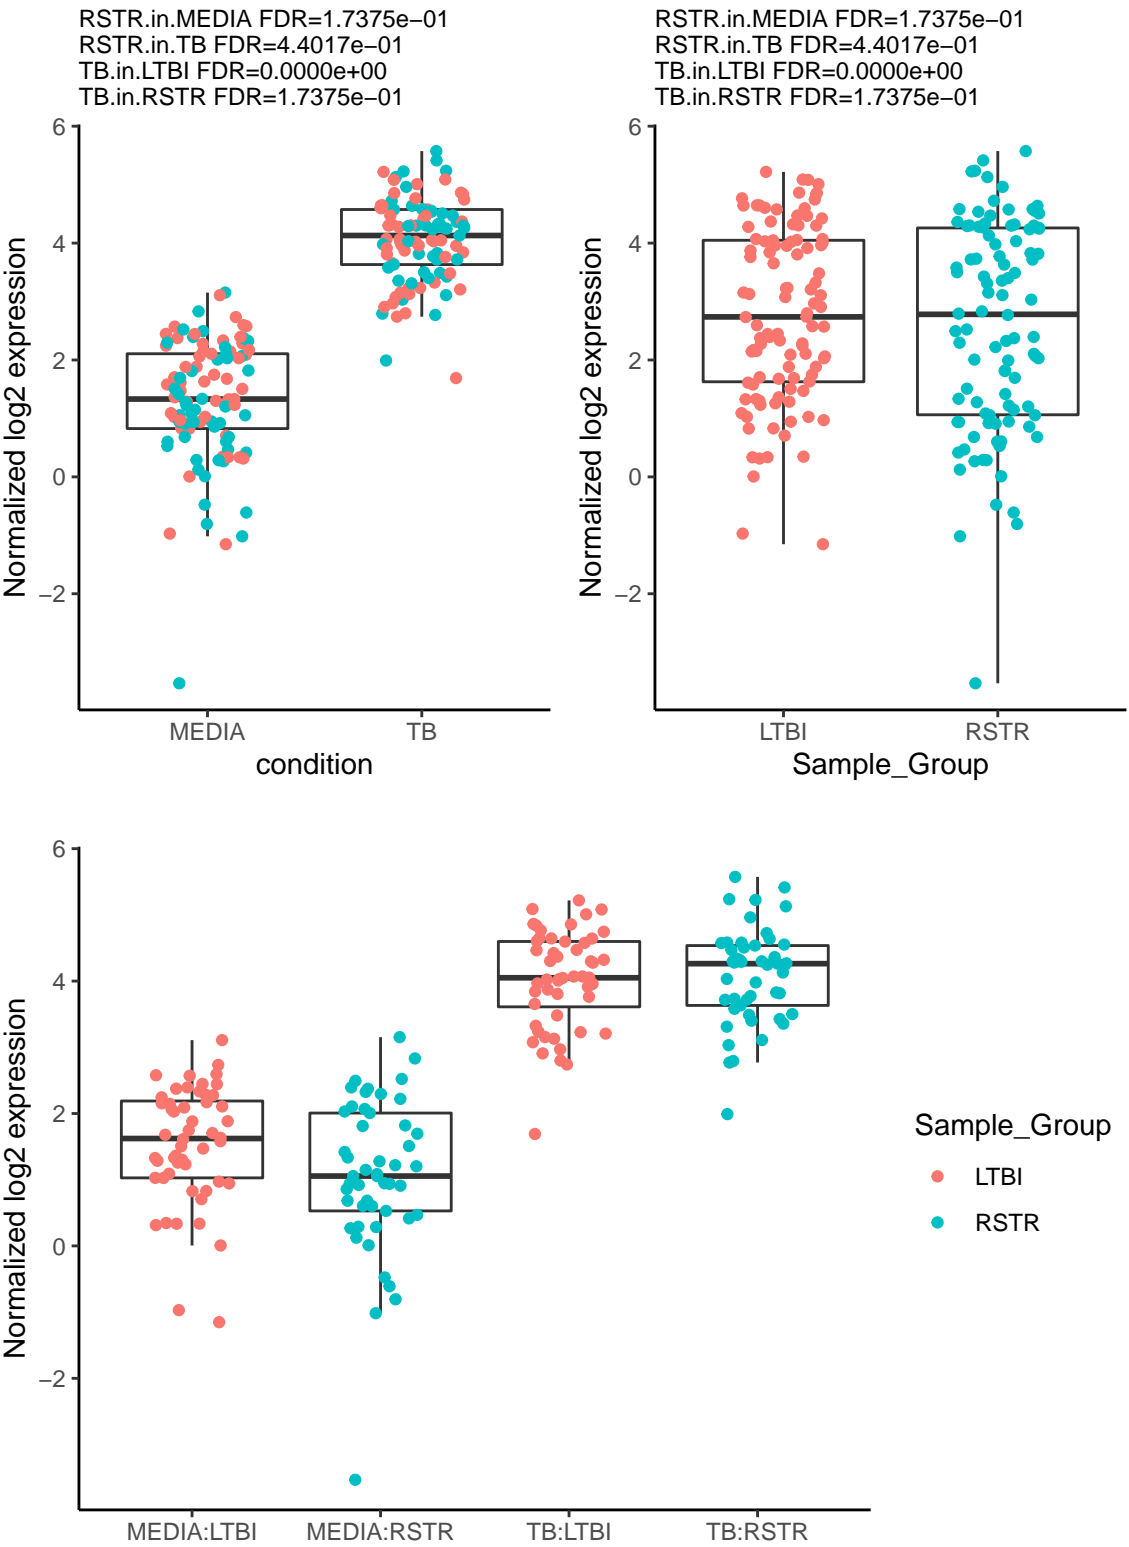 RSTR.in.MEDIA FDR=1.7375e−01
RSTR.in.TB FDR=4.4017e−01
TB.in.LTBI FDR=0.0000e+00
TB.in.RSTR FDR=1.7375e−01
6
4
2
0
−2
Normalized log2 expression
MEDIA
TB
condition
RSTR.in.MEDIA FDR=1.7375e−01
RSTR.in.TB FDR=4.4017e−01
TB.in.LTBI FDR=0.0000e+00
TB.in.RSTR FDR=1.7375e−01
6
4
2
0
−2
Normalized log2 expression
LTBI
RSTR
Sample_Group
6
4
2
0
−2
Normalized log2 expression
MEDIA:LTBI
MEDIA:RSTR
TB:LTBI
TB:RSTR
Sample_Group
LTBI
RSTR